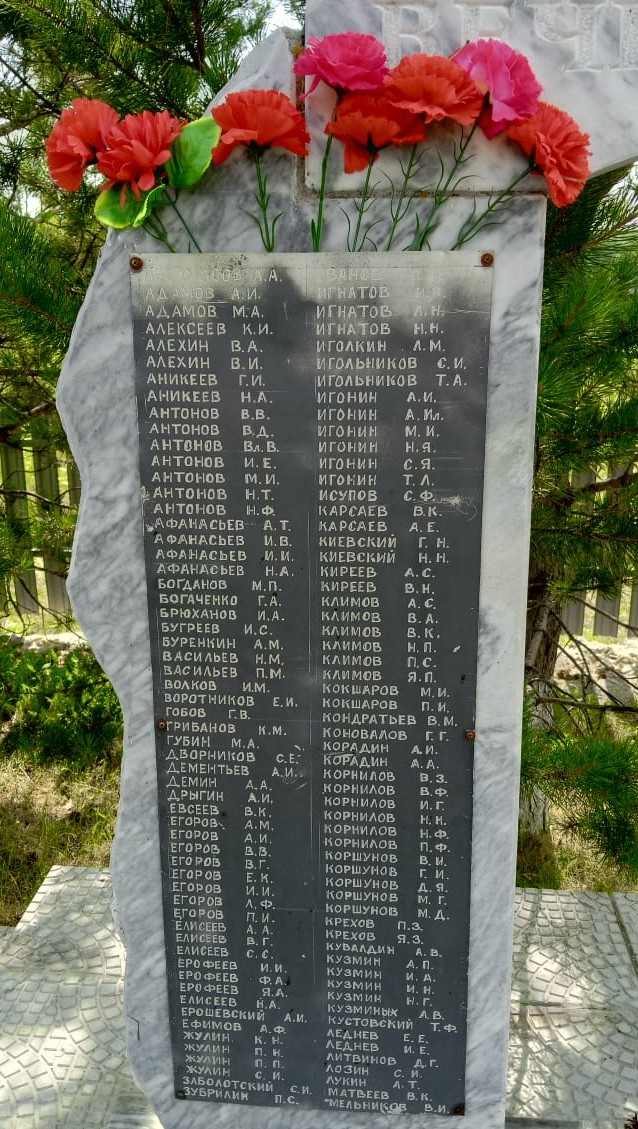 ВЕЧ
А.А.
АДАМОВ А.И.
АДАМОВ М.А.
АЛЕКСЕЕВ К.И.
АЛЕХИН В.А.
АЛЕХИН В.И.
АНИКЕЕВ Г.И.
АНИКЕЕВ Н.А.
АНТОНОВ В.В.
АНТОНОВ В.Д.
АНТОНОВ Вл.В.
АНТОНОВ И.Е.
АНТОНОВ М.И.
АНТОНОВ Н.Т.
АНТОНОВ Н.Ф.
АФАНАСЬЕВ А.Т.
АФАНАСЬЕВ И.В.
АФАНАСЬЕВ И.И.
АФАНАСЬЕВ Н.А.
БОГДАНОВ М.П.
БОГАЧЕНКО Г.А.
БРЮХАНОВ И.А.
БУГРЕЕВ И.С.
БУРЕНКИН А.М.
ВАСИЛЬЕВ Н.М.
ВАСИЛЬЕВ П.М.
ВОЛКОВ И.М.
ВОРОТНИКОВ Е.И.
ГОБОВ Г.В.
ГРИБАНОВ К.М.
ГУБИН М.А.
ДВОРНИКОВ С.Е.
ДЕМЕНТЬЕВ А.И.
ДЕМИН А.А.
ДРЫГИН А.И.
ЕВСЕЕВ В.К.
ЕГОРОВ А.М.
ЕГОРОВ А.И.
ЕГОРОВ В.В.
ЕГОРОВ В.Г.
ЕГОРОВ Е.К.
ЕГОРОВ И.И.
ЕГОРОВ Л.Ф.
ЕГОРОВ П.И.
ЕЛИСЕЕВ А.А.
ЕЛИСЕЕВ В.Г.
ЕЛИСЕЕВ С.С.
ЕРОФЕЕВ И.И.
ЕРОФЕЕВ Ф.А.
ЕРОФЕЕВ Я.А.
ЕЛИСЕЕВ Н.А.
ЕРОШЕВСКИЙ А.И.
ЕФИМОВ А.Ф.
ЖУЛИН К.Н.
ЖУЛИН П.Н.
ЖУЛИН П.П.
ЖУЛИН С.И.
ЗАБОЛОТСКИЙ С.И.
ЗУБРИЛИН П.С.
ИВАНОВ
ИГНАТОВ И.К.
ИГНАТОВ Л.Н.
ИГНАТОВ Н.Н.
ИГОЛКИН Л.М.
ИГОЛЬНИКОВ С.И.
ИГОЛЬНИКОВ Т.А.
ИГОНИН А.И.
ИГОНИН А.Ил.
ИГОНИН М.И.
ИГОНИН Н.Я.
ИГОНИН С.Я.
ИГОНИН Т.Л.
ИСУПОВ С.Ф.
КАРСАЕВ В.К.
КАРСАЕВ А.Е.
КИЕВСКИЙ Г.Н.
КИЕВСКИЙ Н.Н.
КИРЕЕВ А.С.
КИРЕЕВ В.Н.
КЛИМОВ А.С.
КЛИМОВ В.А.
КЛИМОВ В.К.
КЛИМОВ Н.П.
КЛИМОВ П.С.
КЛИМОВ Я.П.
КОКШАРОВ М.И.
КОКШАРОВ П.И.
КОНДРАТЬЕВ В.М.
КОНОВАЛОВ Г.Г.
КОРАДИН А.И.
КОРАДИН А.А.
КОРНИЛОВ В.З.
КОРНИЛОВ В.Ф.
КОРНИЛОВ И.Г.
КОРНИЛОВ Н.Н.
КОРНИЛОВ Н.Ф.
КОРНИЛОВ П.Ф.
КОРШУНОВ В.И.
КОРШУНОВ Г.И.
КОРШУНОВ Д.Я.
КОРШУНОВ М.Г.
КОРШУНОВ М.Д.
КРЕХОВ П.З.
КРЕХОВ Я.З.
КУВАЛДИН А.В.
КУЗМИН А.П.
КУЗМИН И.А.
КУЗМИН И.Н.
КУЗМИН Н.Г.
КУЗМИНЫХ А.В.
КУСТОВСКИЙ Т.Ф.
ЛЕДНЕВ Е.Е.
ЛЕДНЕВ И.Е.
ЛИТВИНОВ Д.Г.
ЛОЗИН С.И.
ЛУКИН А.Т.
МАТВЕЕВ В.К.
МЕЛЬНИКОВ В.И.